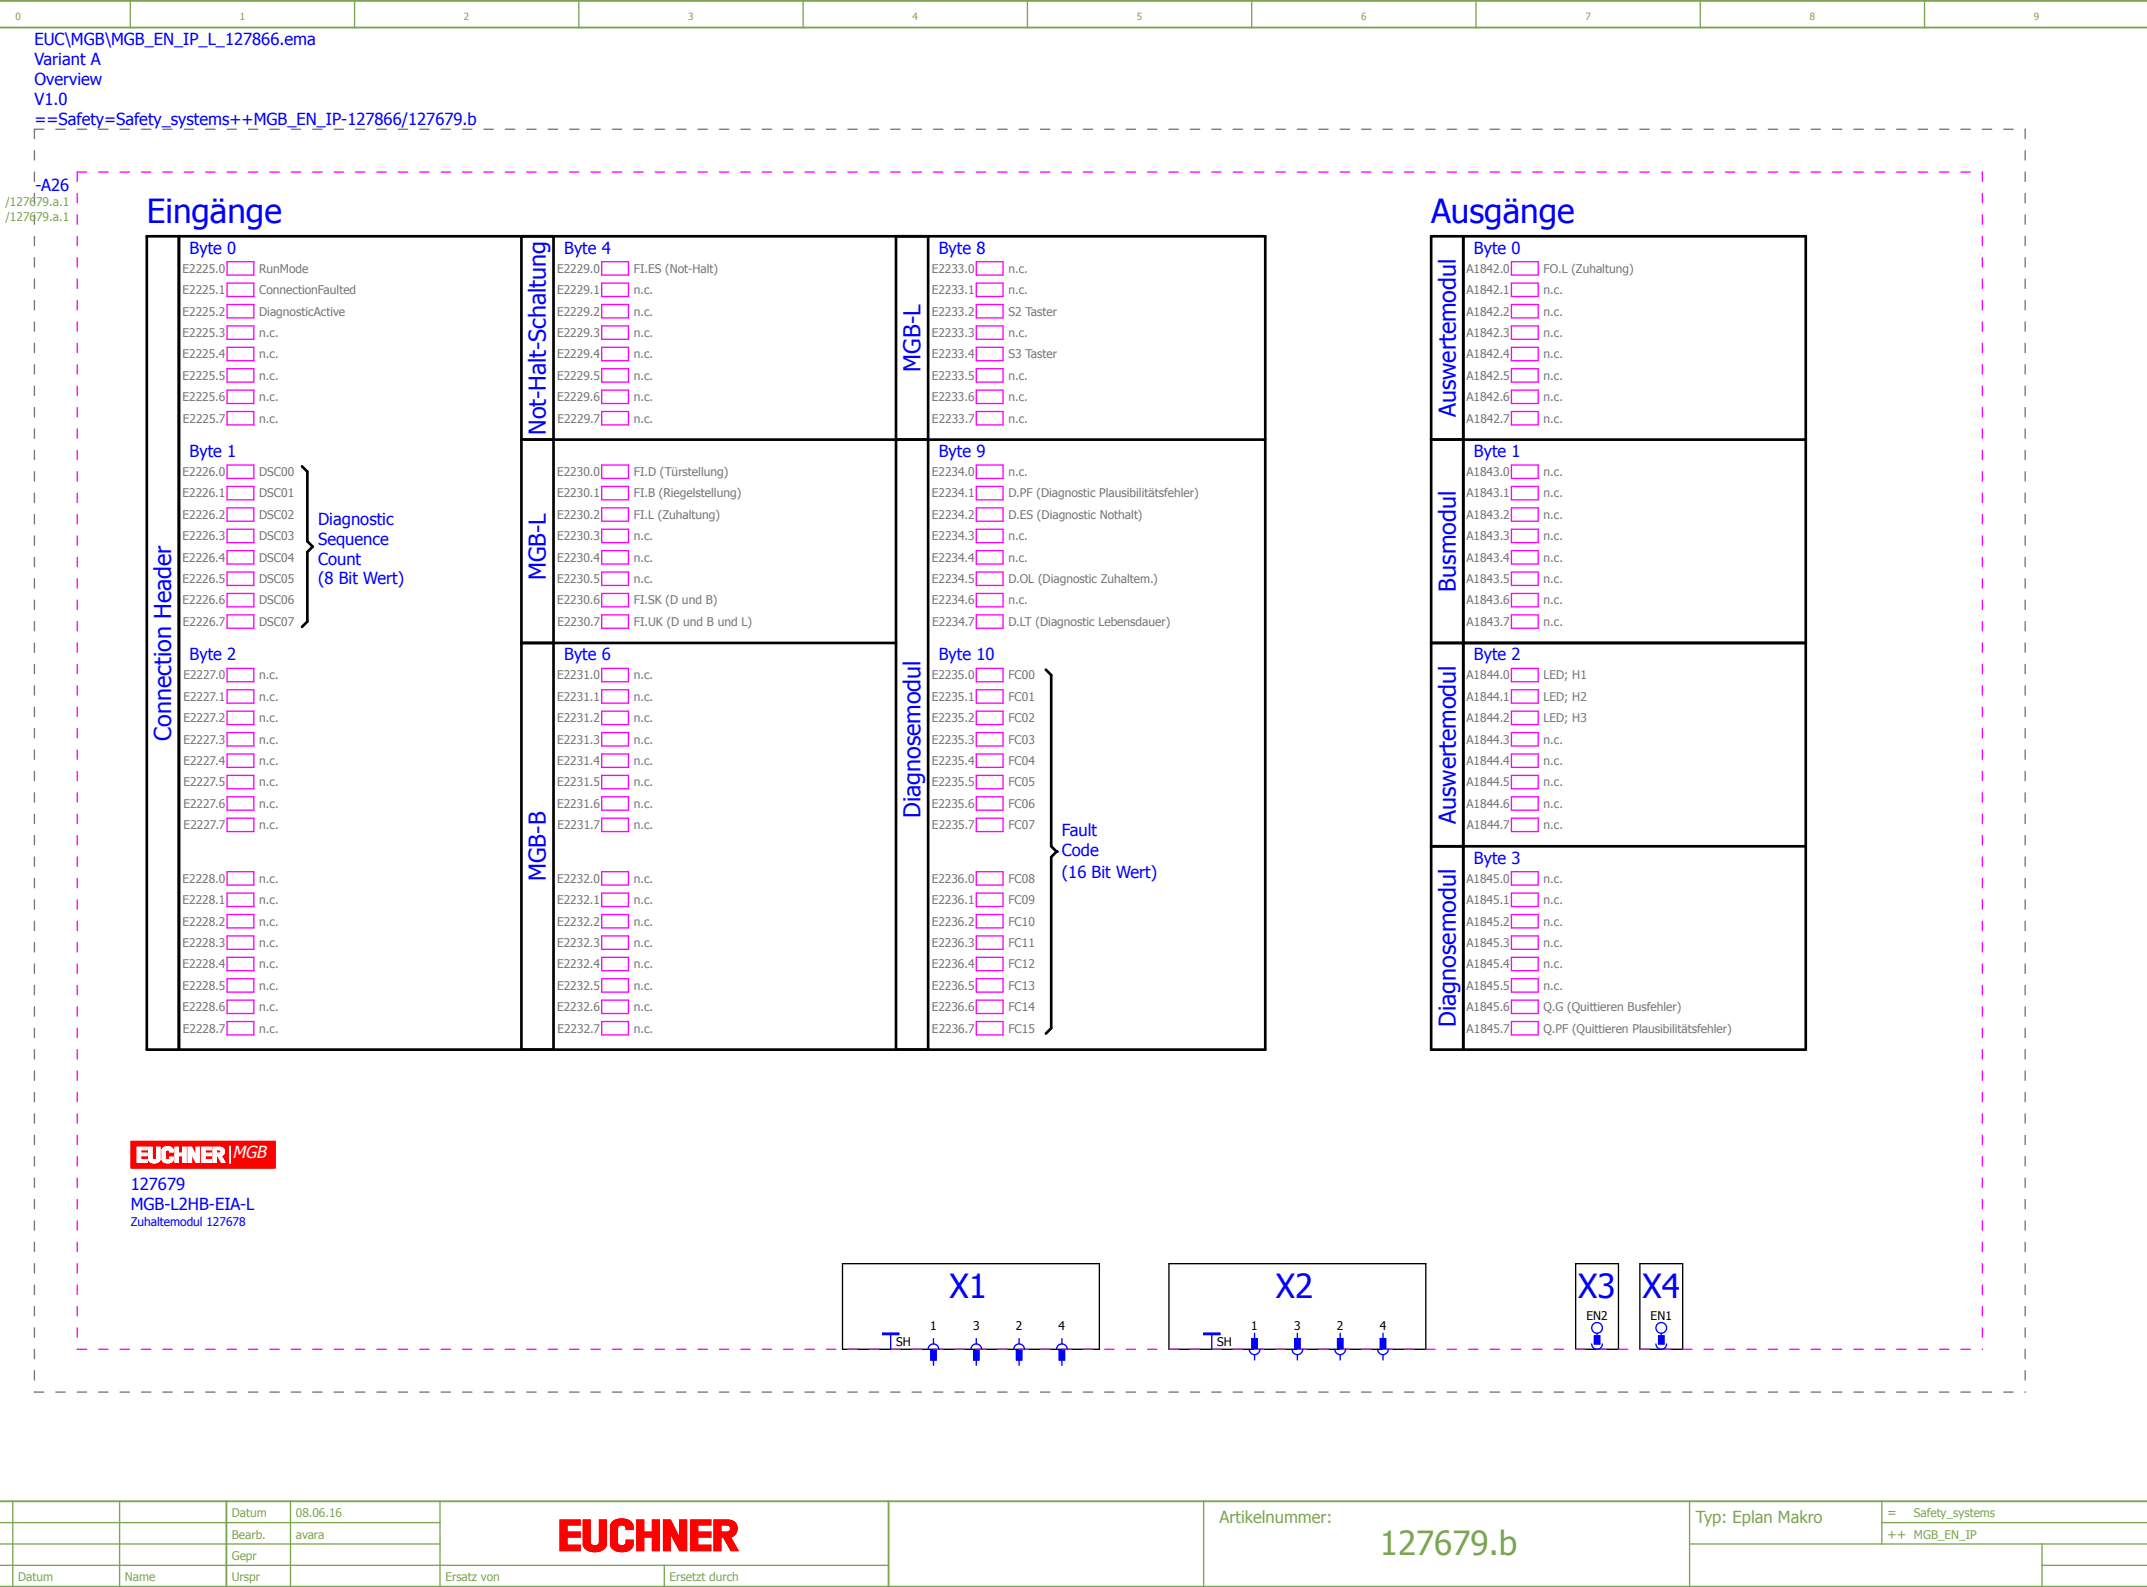 0 1 2 3 4 5 6 7 8 9
EUC\MGB\MGB_EN_IP_L_127866.ema
Variant A
Overview
V1.0
==Safety=Safety_systems++MGB_EN_IP-127866/127679.b
-A26
/127679.a.1
/127679.a.1
Eingänge
Connection Header
Byte 0
E2225.0 RunMode
E2225.1 ConnectionFaulted
E2225.2 DiagnosticActive
E2225.3 n.c.
E2225.4 n.c.
E2225.5 n.c.
E2225.6 n.c.
E2225.7 n.c.
Byte 1
E2226.0 DSC00
E2226.1 DSC01
E2226.2 DSC02
E2226.3 DSC03
E2226.4 DSC04
E2226.5 DSC05
E2226.6 DSC06
E2226.7 DSC07
Diagnostic
Sequence
Count
(8 Bit Wert)
Byte 2
E2227.0 n.c.
E2227.1 n.c.
E2227.2 n.c.
E2227.3 n.c.
E2227.4 n.c.
E2227.5 n.c.
E2227.6 n.c.
E2227.7 n.c.
E2228.0 n.c.
E2228.1 n.c.
E2228.2 n.c.
E2228.3 n.c.
E2228.4 n.c.
E2228.5 n.c.
E2228.6 n.c.
E2228.7 n.c.
Not-Halt-Schaltung
Byte 4
E2229.0 FI.ES (Not-Halt)
E2229.1 n.c.
E2229.2 n.c.
E2229.3 n.c.
E2229.4 n.c.
E2229.5 n.c.
E2229.6 n.c.
E2229.7 n.c.
MGB-L
E2230.0 FI.D (Türstellung)
E2230.1 FI.B (Riegelstellung)
E2230.2 FI.L (Zuhaltung)
E2230.3 n.c.
E2230.4 n.c.
E2230.5 n.c.
E2230.6 FI.SK (D und B)
E2230.7 FI.UK (D und B und L)
MGB-B
Byte 6
E2231.0 n.c.
E2231.1 n.c.
E2231.2 n.c.
E2231.3 n.c.
E2231.4 n.c.
E2231.5 n.c.
E2231.6 n.c.
E2231.7 n.c.
E2232.0 n.c.
E2232.1 n.c.
E2232.2 n.c.
E2232.3 n.c.
E2232.4 n.c.
E2232.5 n.c.
E2232.6 n.c.
E2232.7 n.c.
MGB-L
Byte 8
E2233.0 n.c.
E2233.1 n.c.
E2233.2 S2 Taster
E2233.3 n.c.
E2233.4 S3 Taster
E2233.5 n.c.
E2233.6 n.c.
E2233.7 n.c.
Diagnosemodul
Byte 9
E2234.0 n.c.
E2234.1 D.PF (Diagnostic Plausibilitätsfehler)
E2234.2 D.ES (Diagnostic Nothalt)
E2234.3 n.c.
E2234.4 n.c.
E2234.5 D.OL (Diagnostic Zuhaltem.)
E2234.6 n.c.
E2234.7 D.LT (Diagnostic Lebensdauer)
Byte 10
E2235.0 FC00
E2235.1 FC01
E2235.2 FC02
E2235.3 FC03
E2235.4 FC04
E2235.5 FC05
E2235.6 FC06
E2235.7 FC07
E2236.0 FC08
E2236.1 FC09
E2236.2 FC10
E2236.3 FC11
E2236.4 FC12
E2236.5 FC13
E2236.6 FC14
E2236.7 FC15
Fault
Code
(16 Bit Wert)
Ausgänge
Auswertemodul
Byte 0
A1842.0 FO.L (Zuhaltung)
A1842.1 n.c.
A1842.2 n.c.
A1842.3 n.c.
A1842.4 n.c.
A1842.5 n.c.
A1842.6 n.c.
A1842.7 n.c.
Busmodul
Byte 1
A1843.0 n.c.
A1843.1 n.c.
A1843.2 n.c.
A1843.3 n.c.
A1843.4 n.c.
A1843.5 n.c.
A1843.6 n.c.
A1843.7 n.c.
Auswertemodul
Byte 2
A1844.0 LED; H1
A1844.1 LED; H2
A1844.2 LED; H3
A1844.3 n.c.
A1844.4 n.c.
A1844.5 n.c.
A1844.6 n.c.
A1844.7 n.c.
Diagnosemodul
Byte 3
A1845.0 n.c.
A1845.1 n.c.
A1845.2 n.c.
A1845.3 n.c.
A1845.4 n.c.
A1845.5 n.c.
A1845.6 Q.G (Quittieren Busfehler)
A1845.7 Q.PF (Quittieren Plausibilitätsfehler)
EUCHNER|MGB
127679
MGB-L2HB-EIA-L
Zuhaltemodul 127678
X1
SH 1 3 2 4
X2
SH 1 3 2 4
X3
EN2
X4
EN1
Datum 08.06.16
Bearb. avara
Gepr
Datum Name Urspr
EUCHNER
Ersatz von Ersetzt durch
Artikelnummer:
127679.b
Typ: Eplan Makro
= Safety_systems
++ MGB_EN_IP